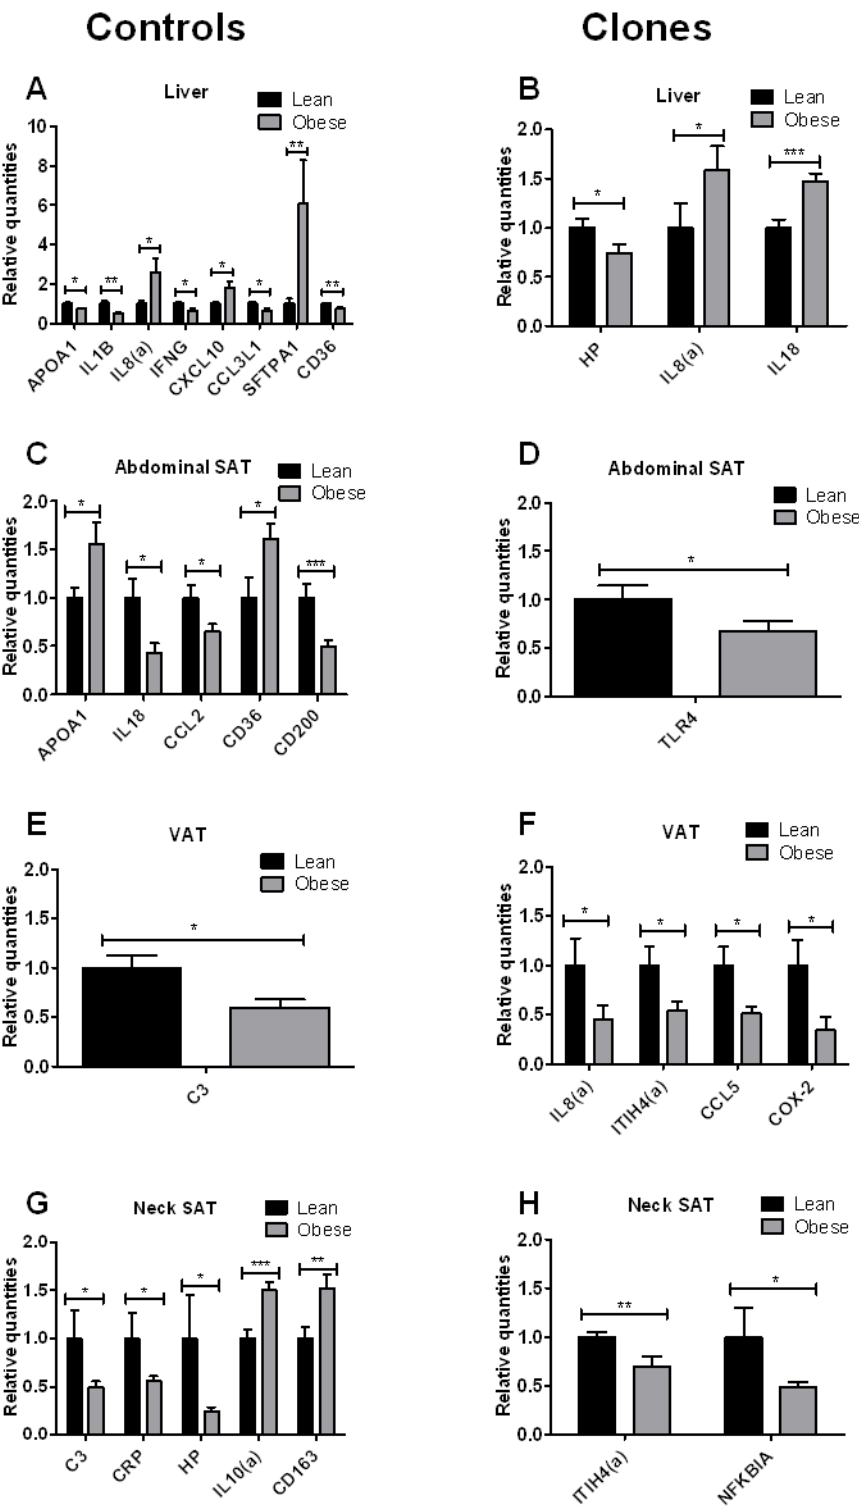 Controls
Clones
A
Liver
Lean
Obese
Relative quantities
10
8
6
4
2
0
* ** * * * * ** **
APOA1 IL1B IL8(a) IFNG CXCL10 CCL3L1 SFTPA1 CD36
B
Liver
Lean
Obese
Relative quantities
2.0
1.5
1.0
0.5
0.0
* * ***
HP IL8(a) IL18
C
Abdominal SAT
Lean
Obese
Relative quantities
2.0
1.5
1.0
0.5
0.0
* * * * ***
APOA1 IL18 CCL2 CD36 CD200
D
Abdominal SAT
Lean
Obese
Relative quantities
2.0
1.5
1.0
0.5
0.0
*
TLR4
E
VAT
Lean
Obese
Relative quantities
2.0
1.5
1.0
0.5
0.0
*
C3
F
VAT
Lean
Obese
Relative quantities
2.0
1.5
1.0
0.5
0.0
* * * *
IL8(a) ITIH4(a) CCL5 COX-2
G
Neck SAT
Lean
Obese
Relative quantities
2.0
1.5
1.0
0.5
0.0
* * * *** **
C3 CRP HP IL10(a) CD163
H
Neck SAT
Lean
Obese
Relative quantities
2.0
1.5
1.0
0.5
0.0
** *
ITIH4(a) NFKBIA